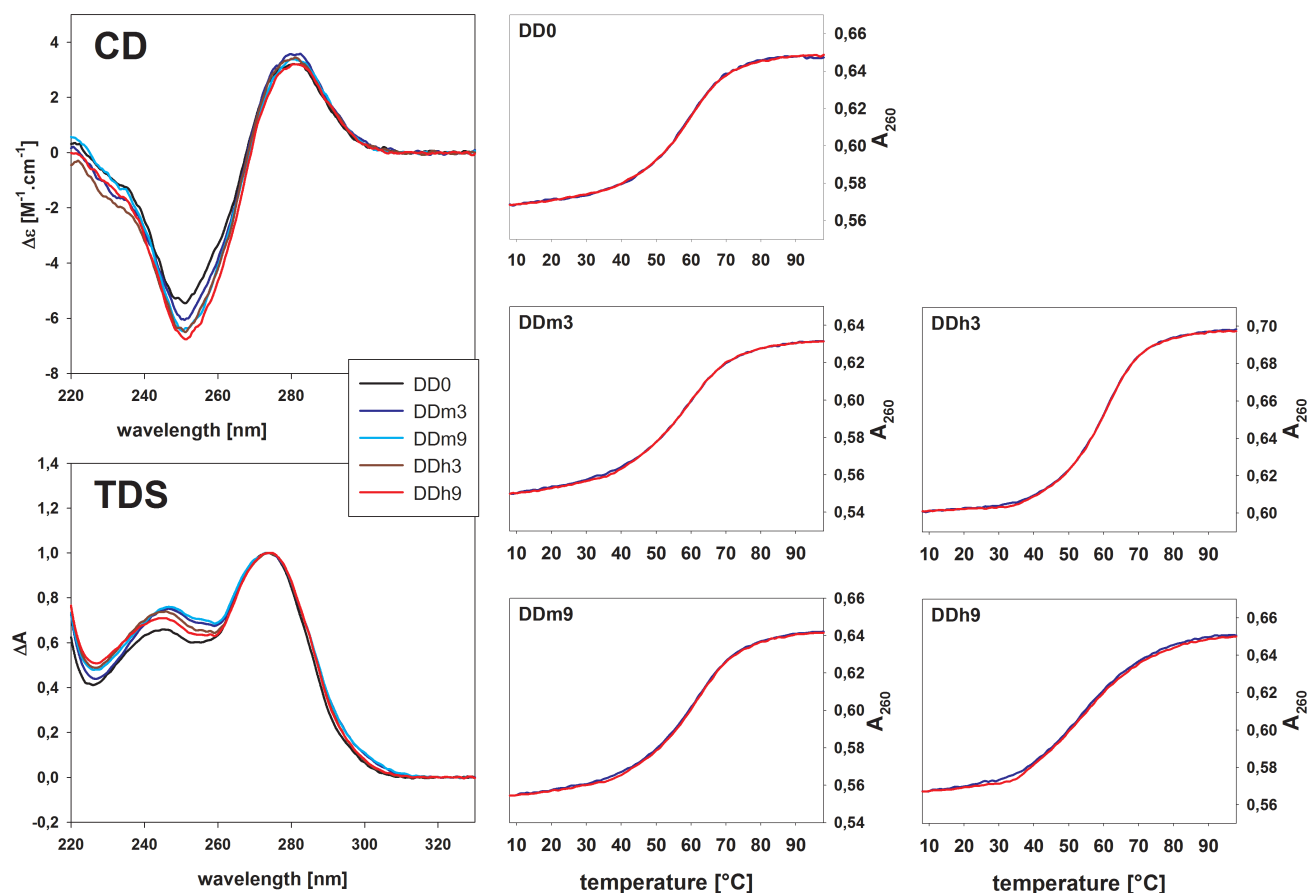 CD
4
2
0
-2
-4
-6
-8
Δε [M-1.cm-1]
220 240 260 280
wavelength [nm]
DD0
DDm3
DDm9
DDh3
DDh9
TDS
1,4
1,2
1,0
0,8
0,6
0,4
0,2
0,0
-0,2
ΔA
220 240 260 280 300 320
wavelength [nm]
DD0
0,66
0,64
0,62
0,60
0,58
0,56
A260
10 20 30 40 50 60 70 80 90
DDm3
0,64
0,62
0,60
0,58
0,56
0,54
A260
10 20 30 40 50 60 70 80 90
DDh3
0,70
0,68
0,66
0,64
0,62
0,60
A260
10 20 30 40 50 60 70 80 90
DDm9
0,66
0,64
0,62
0,60
0,58
0,56
0,54
A260
10 20 30 40 50 60 70 80 90
temperature [°C]
DDh9
0,66
0,64
0,62
0,60
0,58
0,56
A260
10 20 30 40 50 60 70 80 90
temperature [°C]